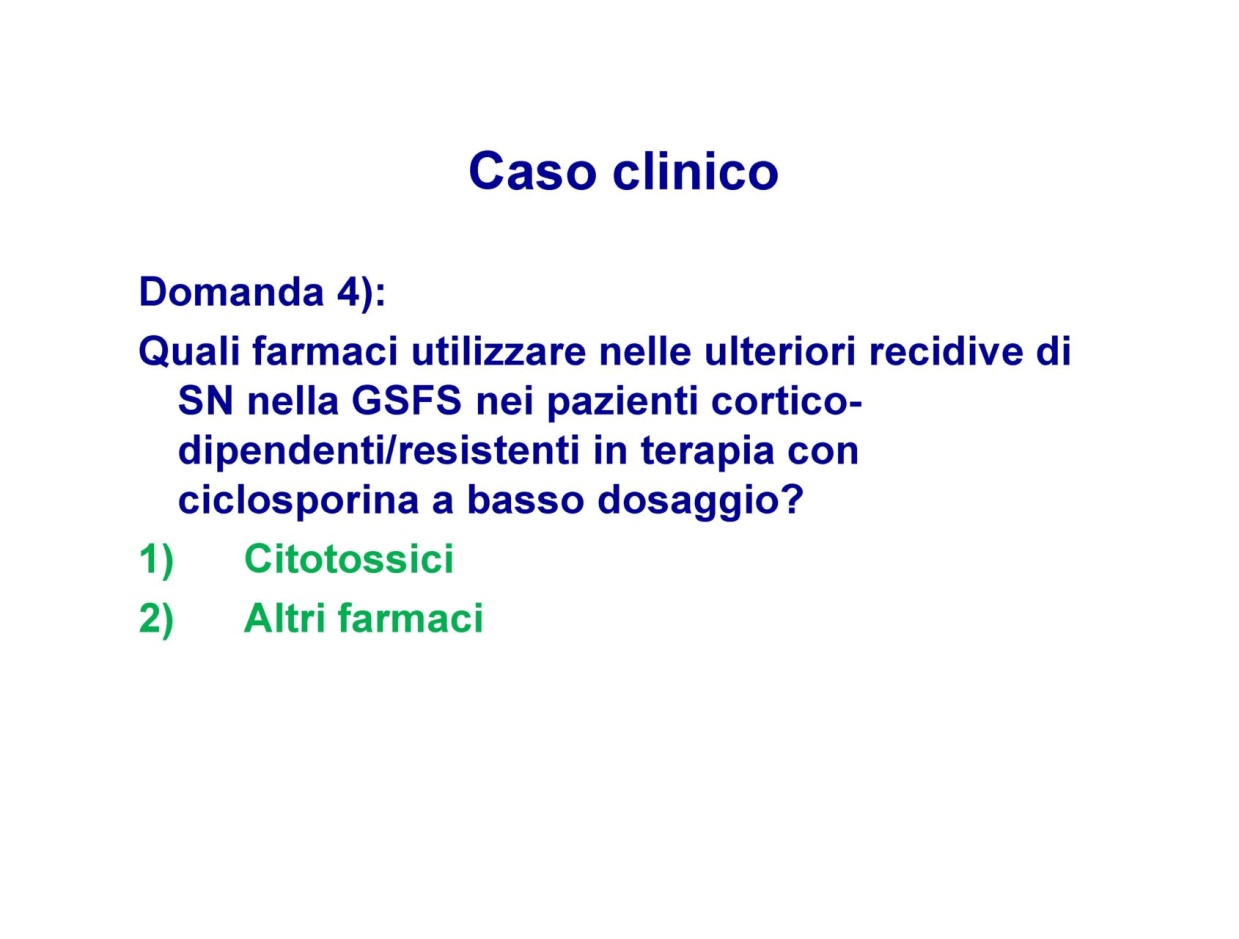 Caso clinico
Domanda 4):
Quali farmaci utilizzare nelle ulteriori recidive di
SN nella GSFS nei pazienti cortico-
dipendenti/resistenti in terapia con
ciclosporina a basso dosaggio?
1) Citotossici
2) Altri farmaci